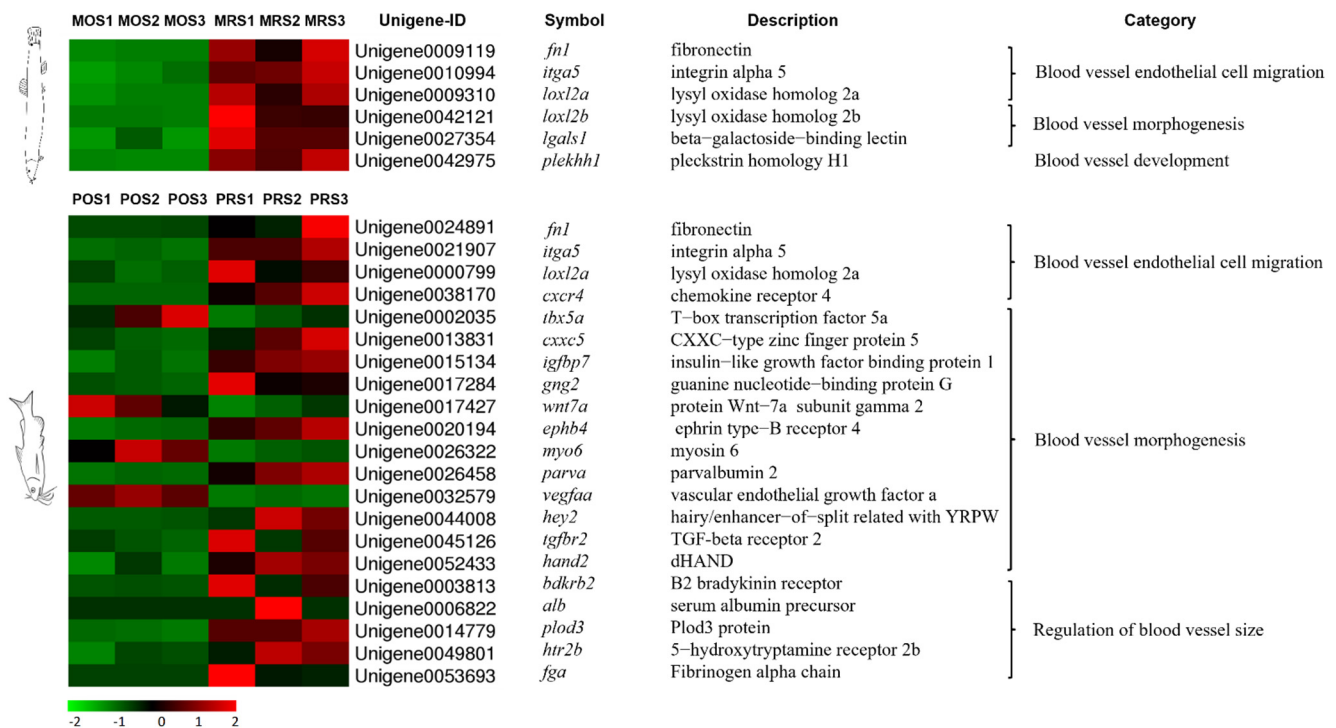 MOS1 MOS2 MOS3 MRS1 MRS2 MRS3 Unigene-ID Symbol Description Category
Unigene0009119 fn1 fibronectin
Unigene0010994 itga5 integrin alpha 5 Blood vessel endothelial cell migration
Unigene0009310 loxl2a lysyl oxidase homolog 2a
Unigene0042121 loxl2b lysyl oxidase homolog 2b
Blood vessel morphogenesis
Unigene0027354 lgals1 beta−galactoside−binding lectin
Unigene0042975 plekhh1 pleckstrin homology H1 Blood vessel development
POS1 POS2 POS3 PRS1 PRS2 PRS3
Unigene0024891 fn1 fibronectin
Unigene0021907 itga5 integrin alpha 5
Blood vessel endothelial cell migration
Unigene0000799 loxl2a lysyl oxidase homolog 2a
Unigene0038170 cxcr4 chemokine receptor 4
Unigene0002035 tbx5a T−box transcription factor 5a
Unigene0013831 cxxc5 CXXC−type zinc finger protein 5
Unigene0015134 igfbp7 insulin−like growth factor binding protein 1
Unigene0017284 gng2 guanine nucleotide−binding protein G
Unigene0017427 wnt7a protein Wnt−7a subunit gamma 2
Unigene0020194 ephb4 ephrin type−B receptor 4
Blood vessel morphogenesis
Unigene0026322 myo6 myosin 6
Unigene0026458 parva parvalbumin 2
Unigene0032579 vegfaa vascular endothelial growth factor a
Unigene0044008 hey2 hairy/enhancer−of−split related with YRPW
Unigene0045126 tgfbr2 TGF-beta receptor 2
Unigene0052433 hand2 dHAND
Unigene0003813 bdkrb2 B2 bradykinin receptor
Unigene0006822 alb serum albumin precursor
Unigene0014779 plod3 Plod3 protein Regulation of blood vessel size
Unigene0049801 htr2b 5−hydroxytryptamine receptor 2b
Unigene0053693 fga Fibrinogen alpha chain
-2 -1 0 1 2